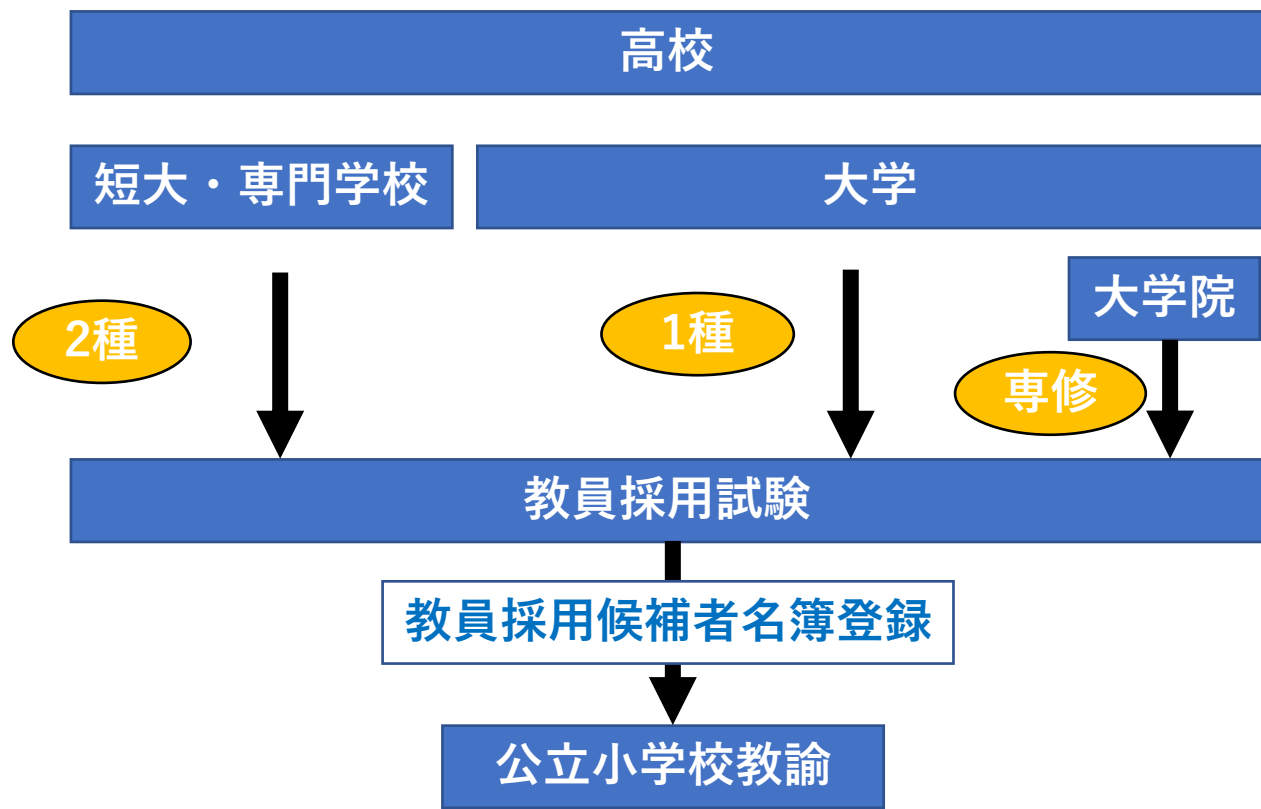 高校
短大・専門学校
大学
大学院
2種
1種
専修
教員採用試験
教員採用候補者名簿登録
公立小学校教諭